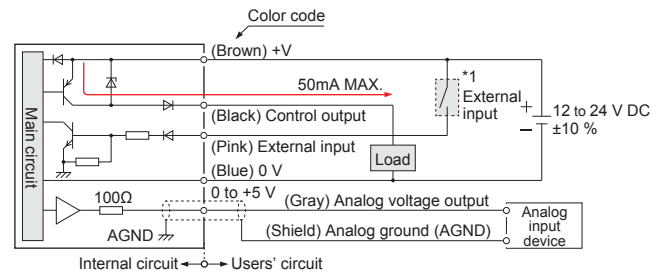 Color code
(Brown) +V
50mA MAX.
*1
External
input
12 to 24 V DC
±10 %
+
−
(Black) Control output
Main circuit
(Pink) External input
Load
(Blue) 0 V
0 to +5 V
100Ω
(Gray) Analog voltage output
Analog
input
device
AGND
(Shield) Analog ground (AGND)
Internal circuit
Users' circuit